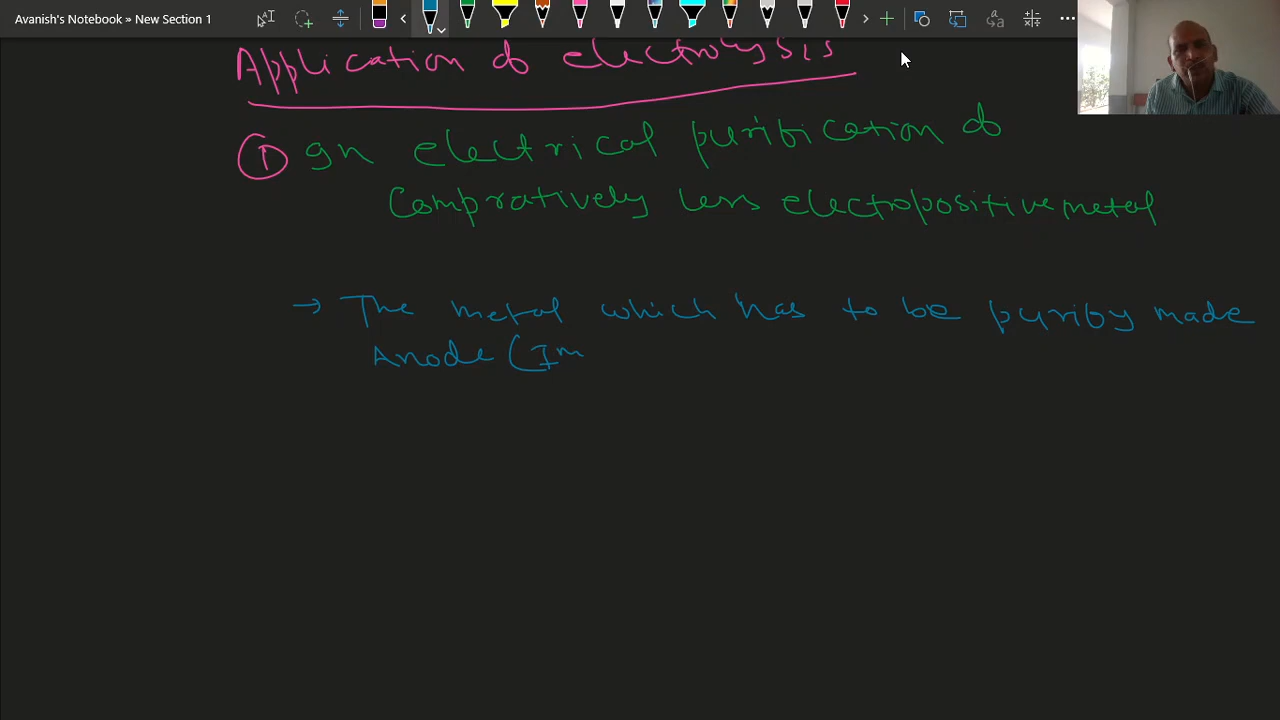 Avanish's Notebook » New Section 1
Application of electrolysis
① In electrical purification of
Compratively less electropositive metal
→ The metal which has to be purify made
Anode (Im